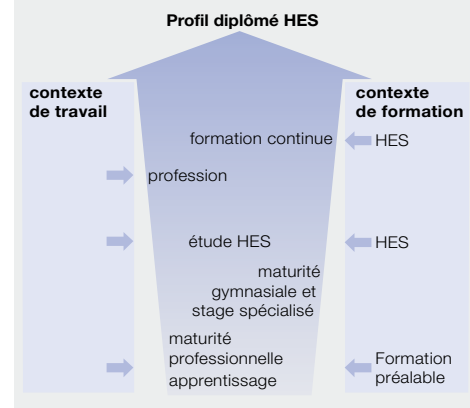 Profil diplômé HES
contexte
de travail
contexte
de formation
formation continue
HES
profession
étude HES
HES
maturité
gymnasiale et
stage spécialisé
maturité
professionnelle
apprentissage
Formation
préalable